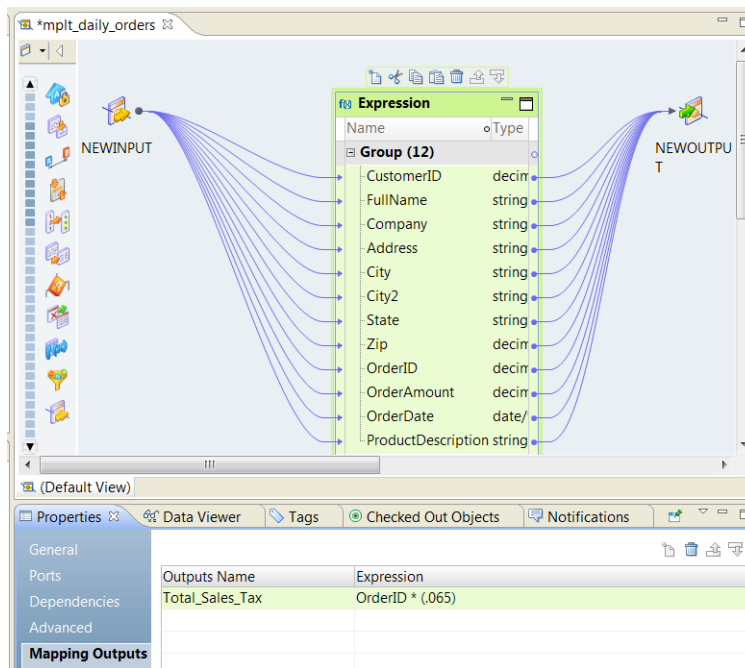 *mplt_daily_orders
NEWINPUT
Expression
Name Type
Group (12)
CustomerID decim
FullName string
Company string
Address string
City string
City2 string
State string
Zip decim
OrderID decim
OrderAmount decim
OrderDate date/
ProductDescription string
NEWOUTPU
T
(Default View)
Properties Data Viewer Tags Checked Out Objects Notifications
General
Ports
Dependencies
Advanced
Mapping Outputs
Outputs Name Expression
Total_Sales_Tax OrderID * (.065)